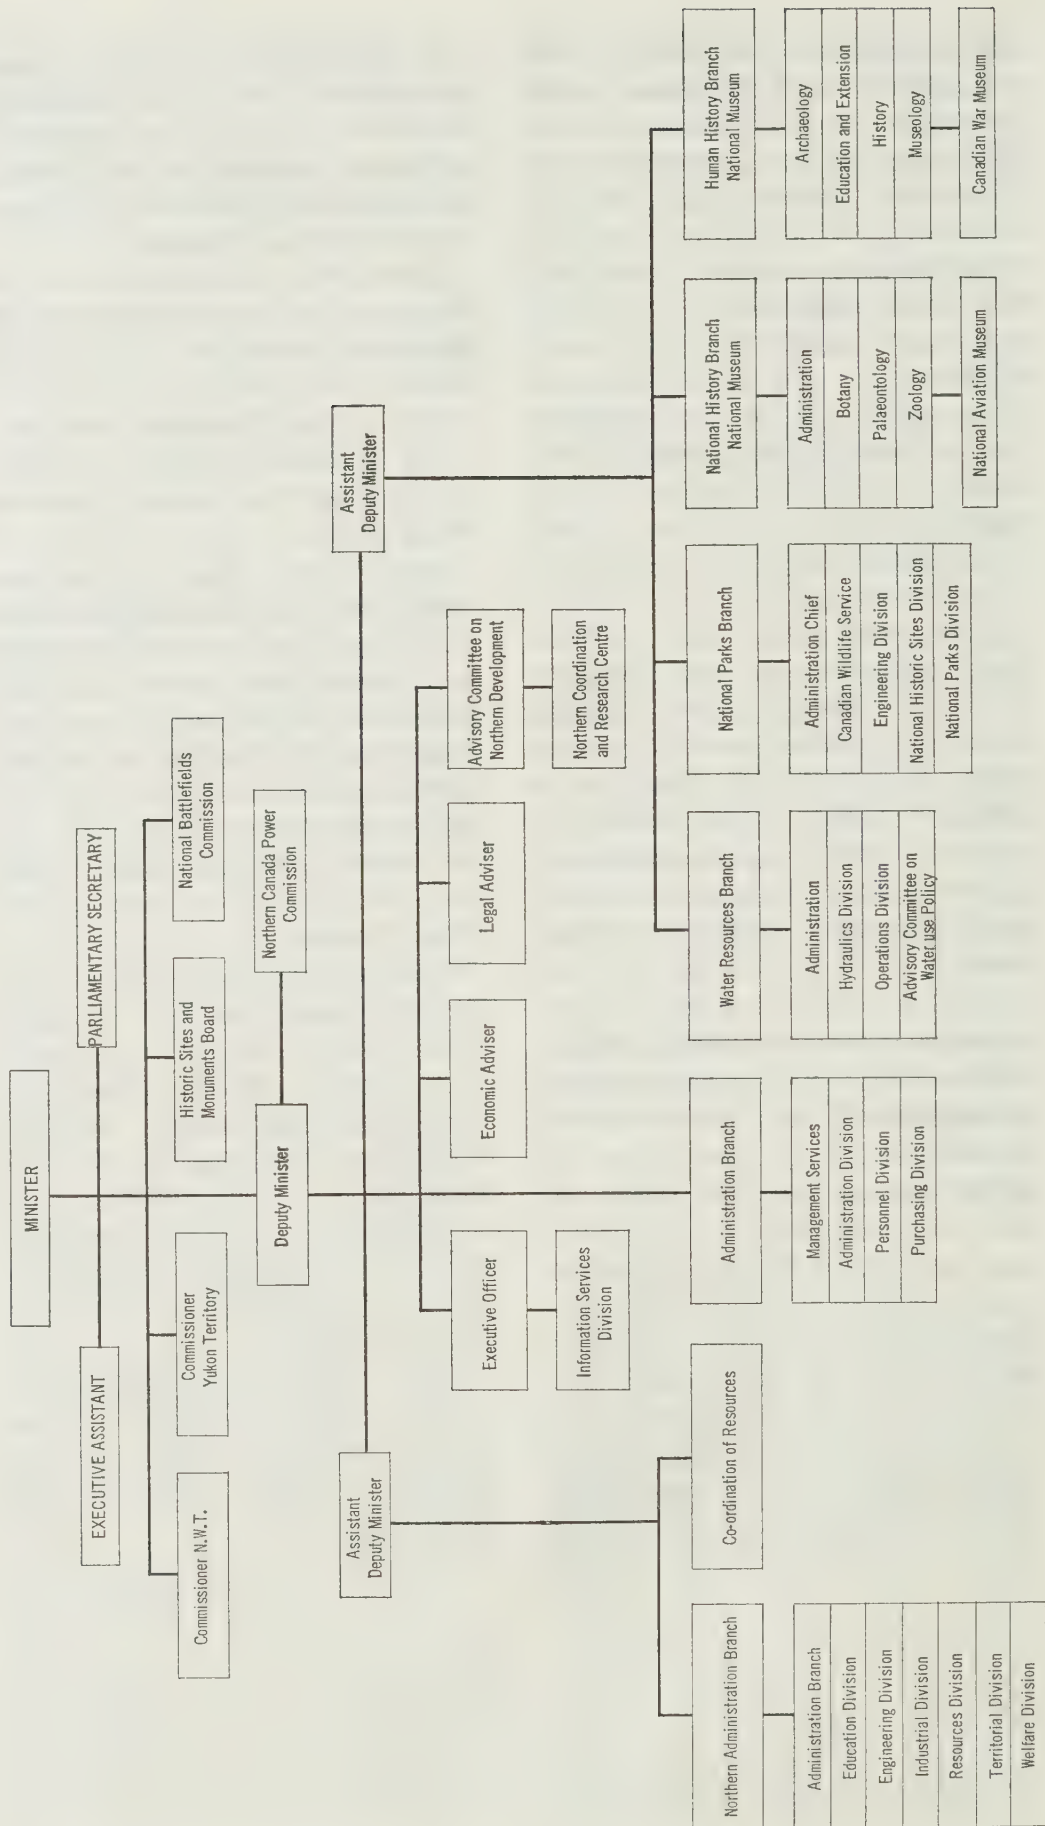 MINISTER
EXECUTIVE ASSISTANT
PARLIAMENTARY SECRETARY
Commissioner N.W.T.
Commissioner
Yukon Territory
Historic Sites and
Monuments Board
National Battlefields
Commission
Deputy Minister
Northern Canada Power
Commission
Assistant
Deputy Minister
Assistant
Deputy Minister
Executive Officer
Information Services
Division
Economic Adviser
Legal Adviser
Advisory Committee on
Northern Development
Northern Coordination
and Research Centre
Northern Administration Branch
Administration Branch
Education Division
Engineering Division
Industrial Division
Resources Division
Territorial Division
Welfare Division
Co-ordination of Resources
Administration Branch
Management Services
Administration Division
Personnel Division
Purchasing Division
Water Resources Branch
Administration
Hydraulics Division
Operations Division
Advisory Committee on
Water use Policy
National Parks Branch
Administration Chief
Canadian Wildlife Service
Engineering Division
National Historic Sites Division
National Parks Division
National History Branch
National Museum
Administration
Botany
Palaeontology
Zoology
National Aviation Museum
Human History Branch
National Museum
Archaeology
Education and Extension
History
Museology
Canadian War Museum